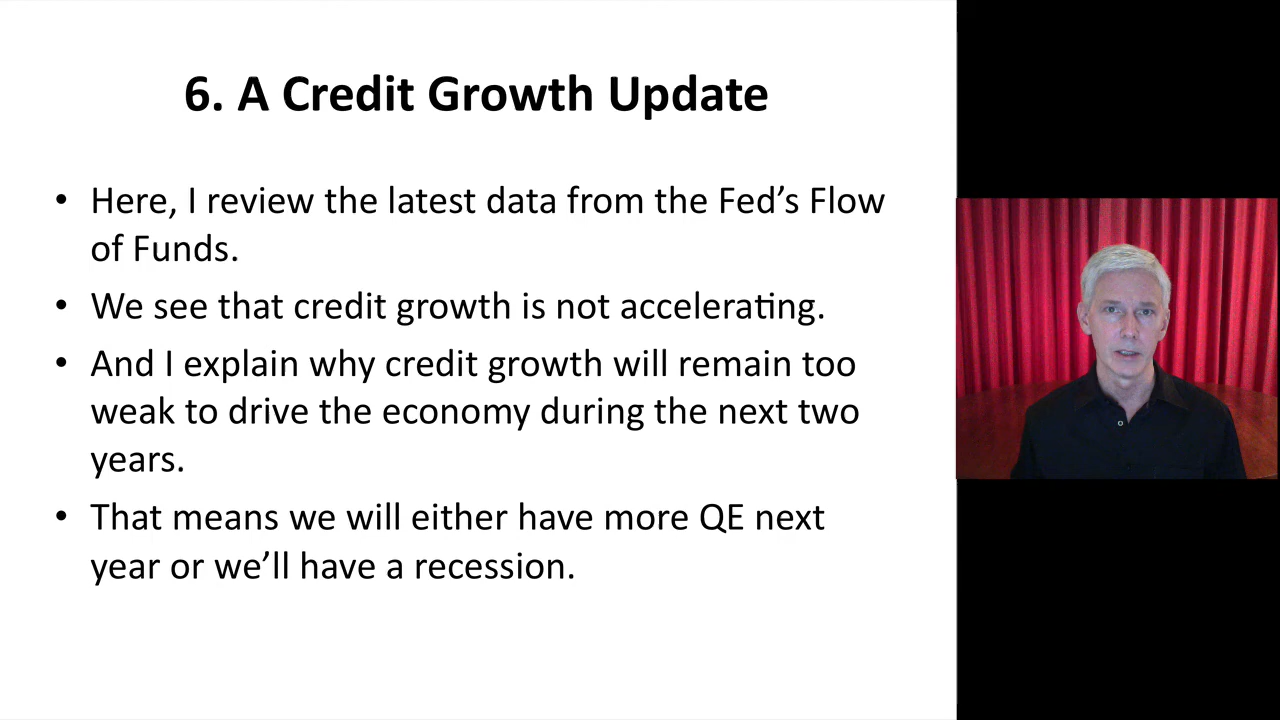 6. A Credit Growth Update
• Here, I review the latest data from the Fed’s Flow
of Funds.
• We see that credit growth is not accelerating.
• And I explain why credit growth will remain too
weak to drive the economy during the next two
years.
• That means we will either have more QE next
year or we’ll have a recession.